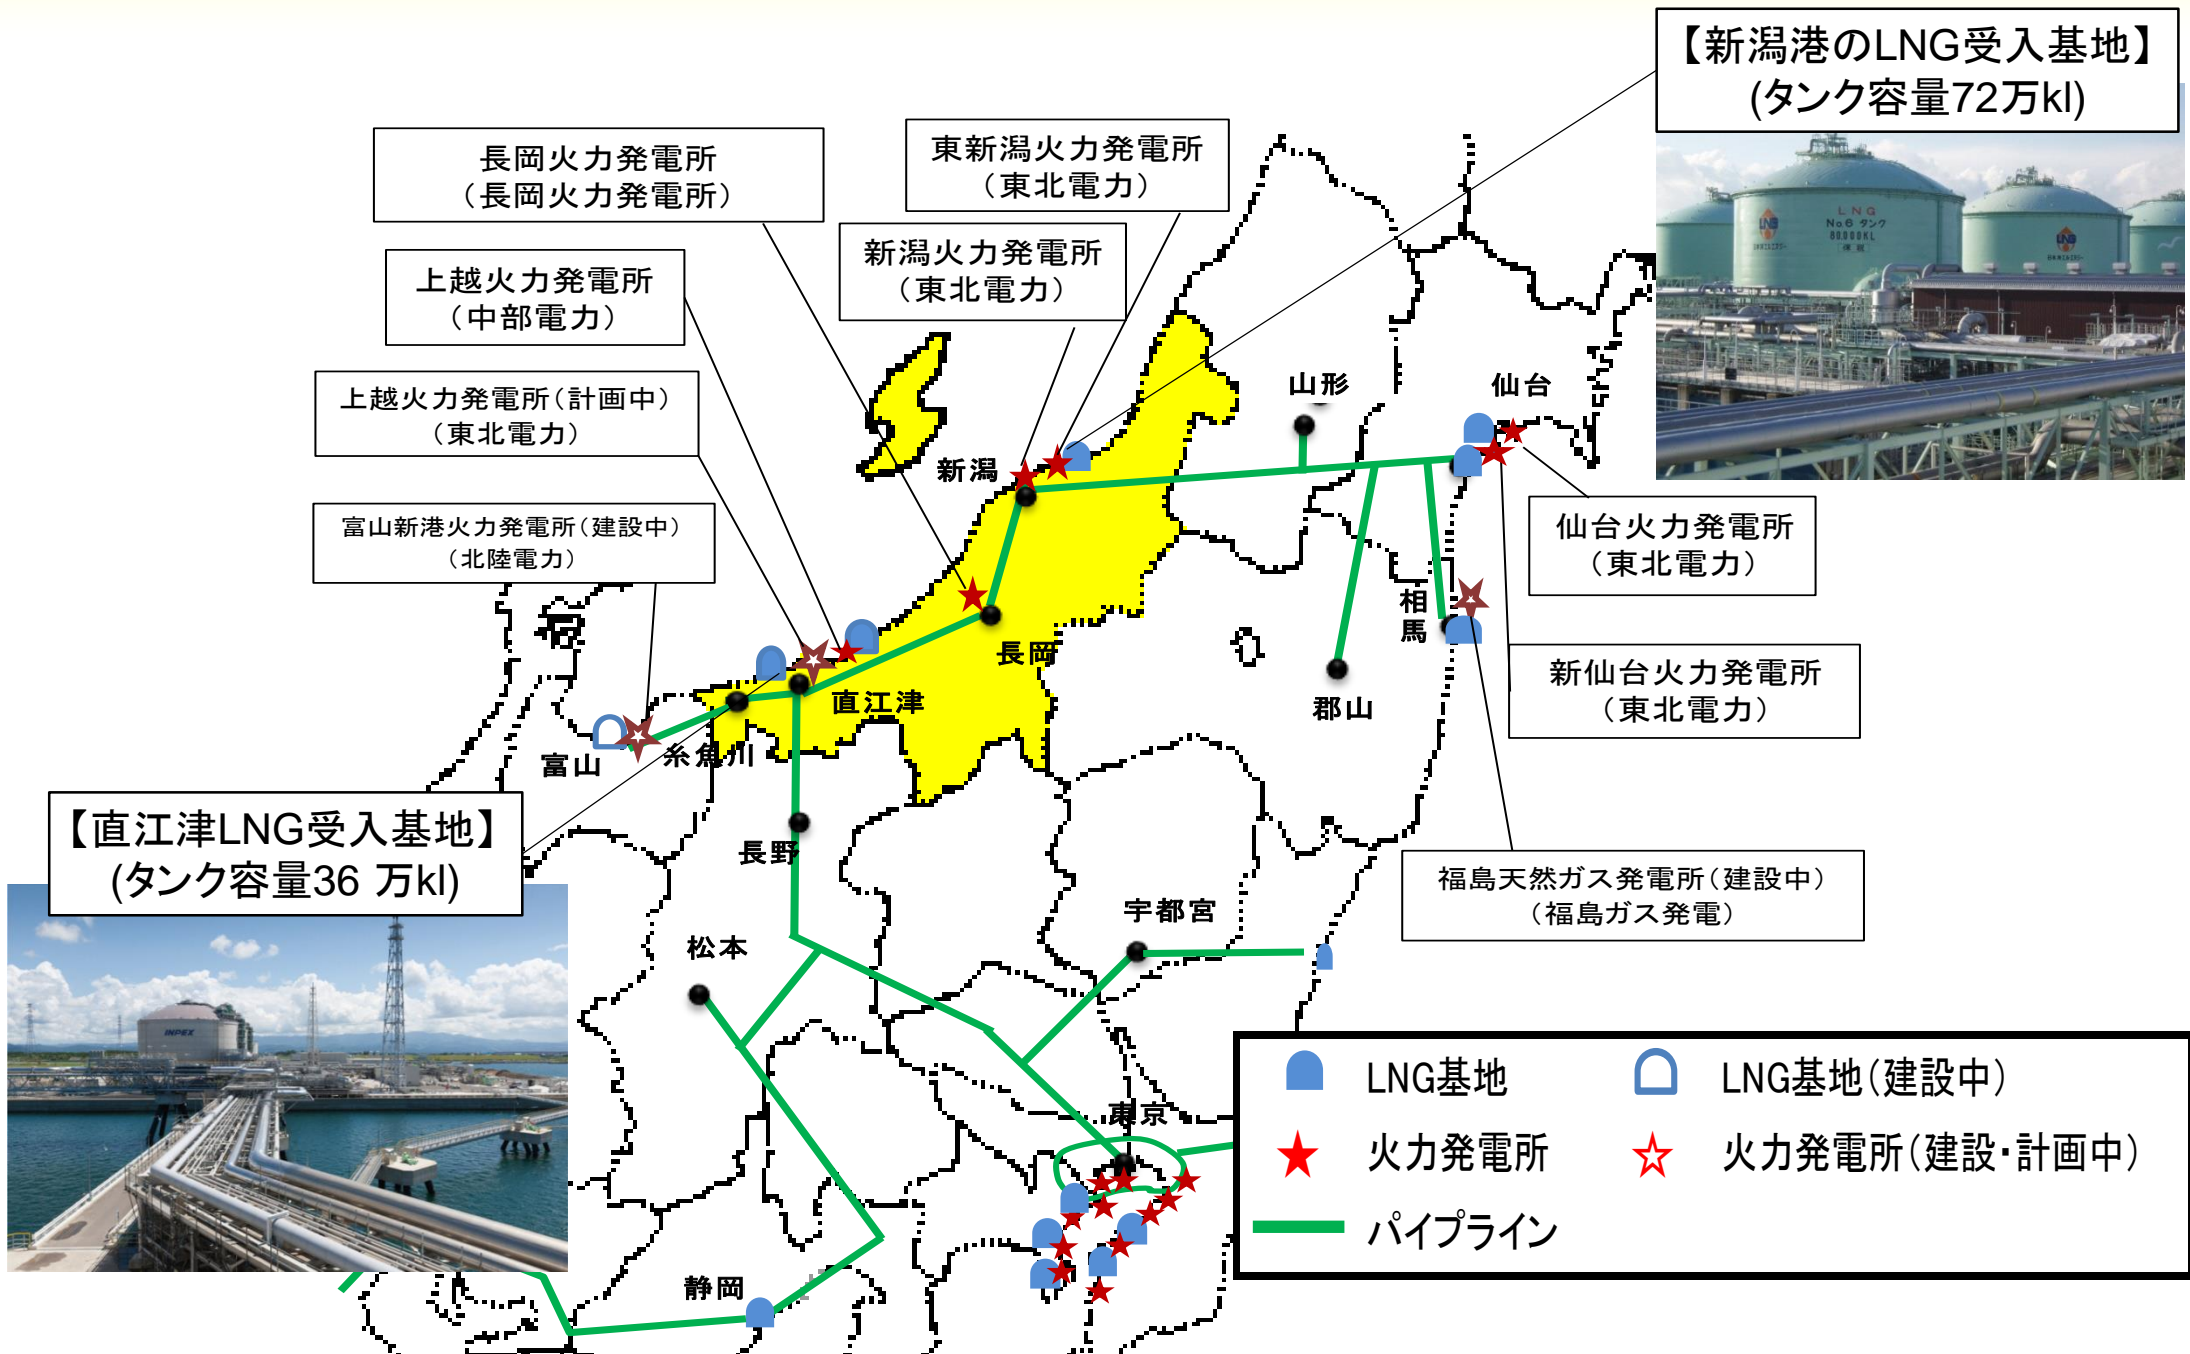 【新潟港のLNG受入基地】
(タンク容量72万kl)
長岡火力発電所
（長岡火力発電所）
東新潟火力発電所
（東北電力）
新潟火力発電所
（東北電力）
上越火力発電所
（中部電力）
上越火力発電所（計画中）
（東北電力）
富山新港火力発電所（建設中）
（北陸電力）
LNG
No.6 タンク
80,000KL
LNG
LNG
山形
仙台
新潟
仙台火力発電所
（東北電力）
相馬
長岡
新仙台火力発電所
（東北電力）
直江津
郡山
富山
糸魚川
【直江津LNG受入基地】
(タンク容量36 万kl)
長野
福島天然ガス発電所（建設中）
（福島ガス発電）
宇都宮
松本
INPEX
東京
静岡
LNG基地
LNG基地（建設中）
火力発電所
火力発電所（建設・計画中）
パイプライン